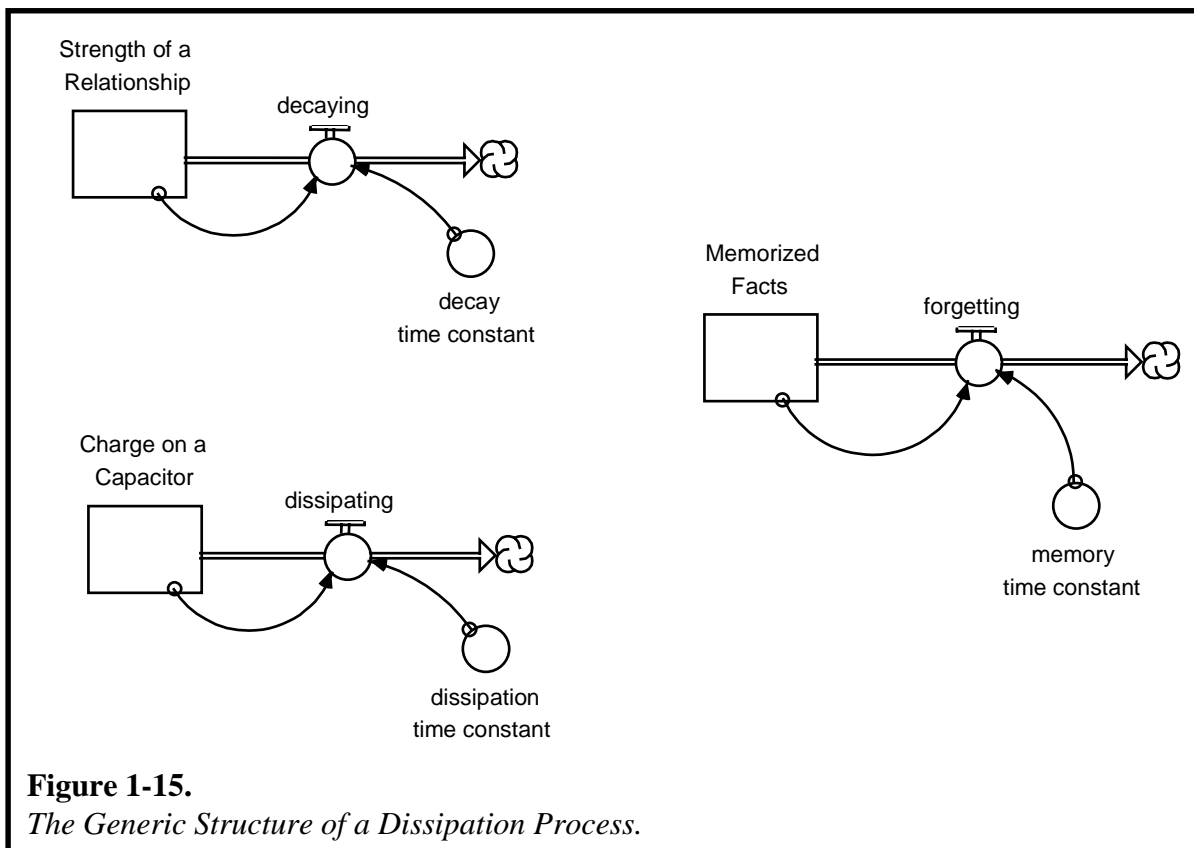 Strength of a
Relationship
decaying
decay
time constant
Memorized
Facts
forgetting
memory
time constant
Charge on a
Capacitor
dissipating
dissipation
time constant
Figure 1-15.
The Generic Structure of a Dissipation Process.